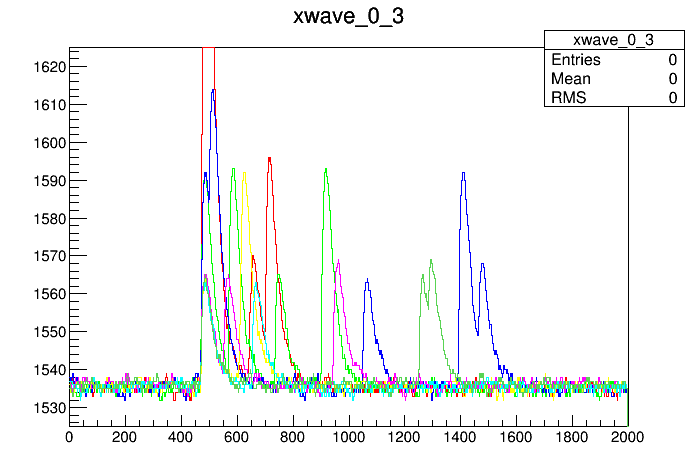 xwave_0_3
xwave_0_3
Entries 0
Mean 0
RMS 0
1620
1610
1600
1590
1580
1570
1560
1550
1540
1530
0 200 400 600 800 1000 1200 1400 1600 1800 2000